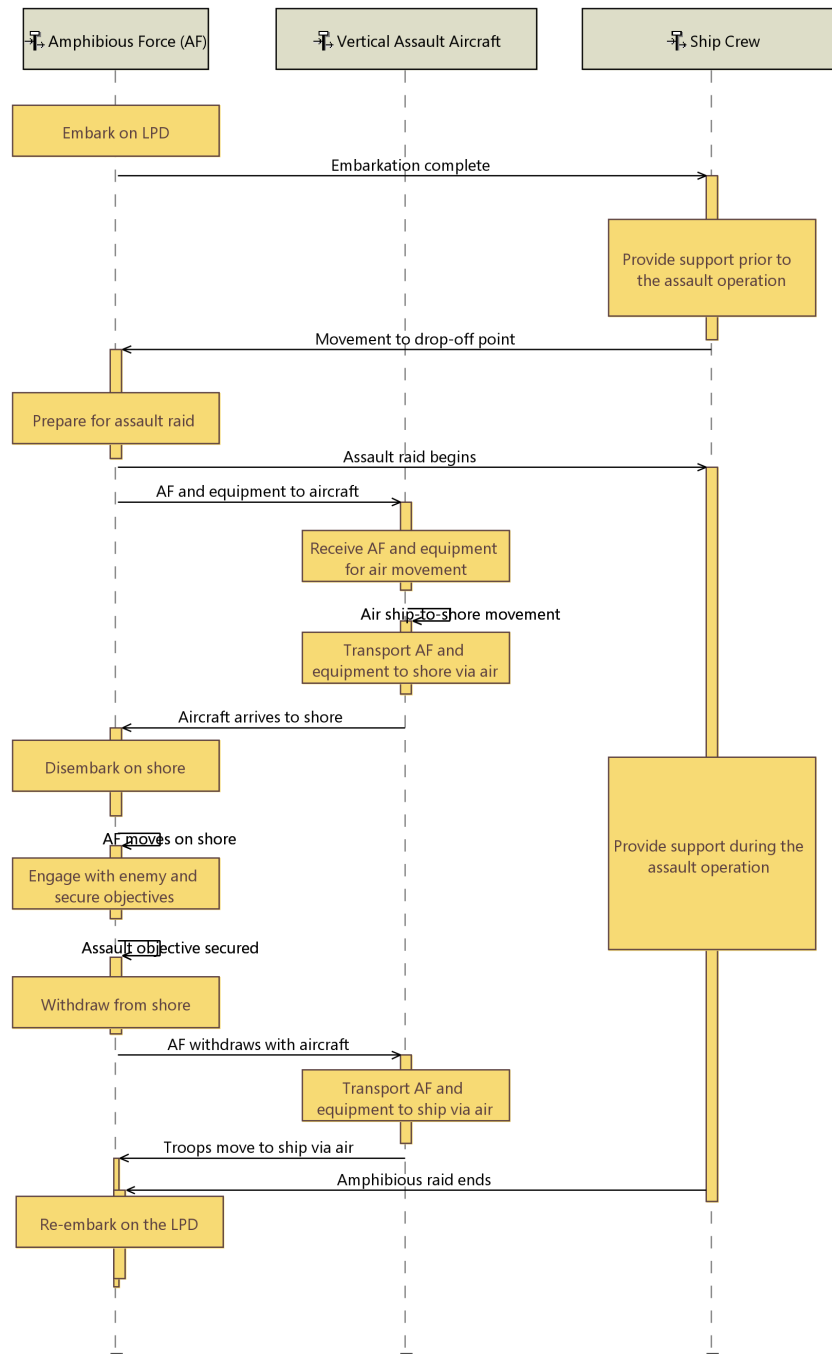 Amphibious Force (AF)
Vertical Assault Aircraft
Ship Crew
Embark on LPD
Embarkation complete
Provide support prior to
the assault operation
Movement to drop-off point
Prepare for assault raid
Assault raid begins
AF and equipment to aircraft
Receive AF and equipment
for air movement
Air ship-to-shore movement
Transport AF and
equipment to shore via air
Aircraft arrives to shore
Disembark on shore
AF moves on shore
Provide support during the
assault operation
Engage with enemy and
secure objectives
Assault objective secured
Withdraw from shore
AF withdraws with aircraft
Transport AF and
equipment to ship via air
Troops move to ship via air
Amphibious raid ends
Re-embark on the LPD